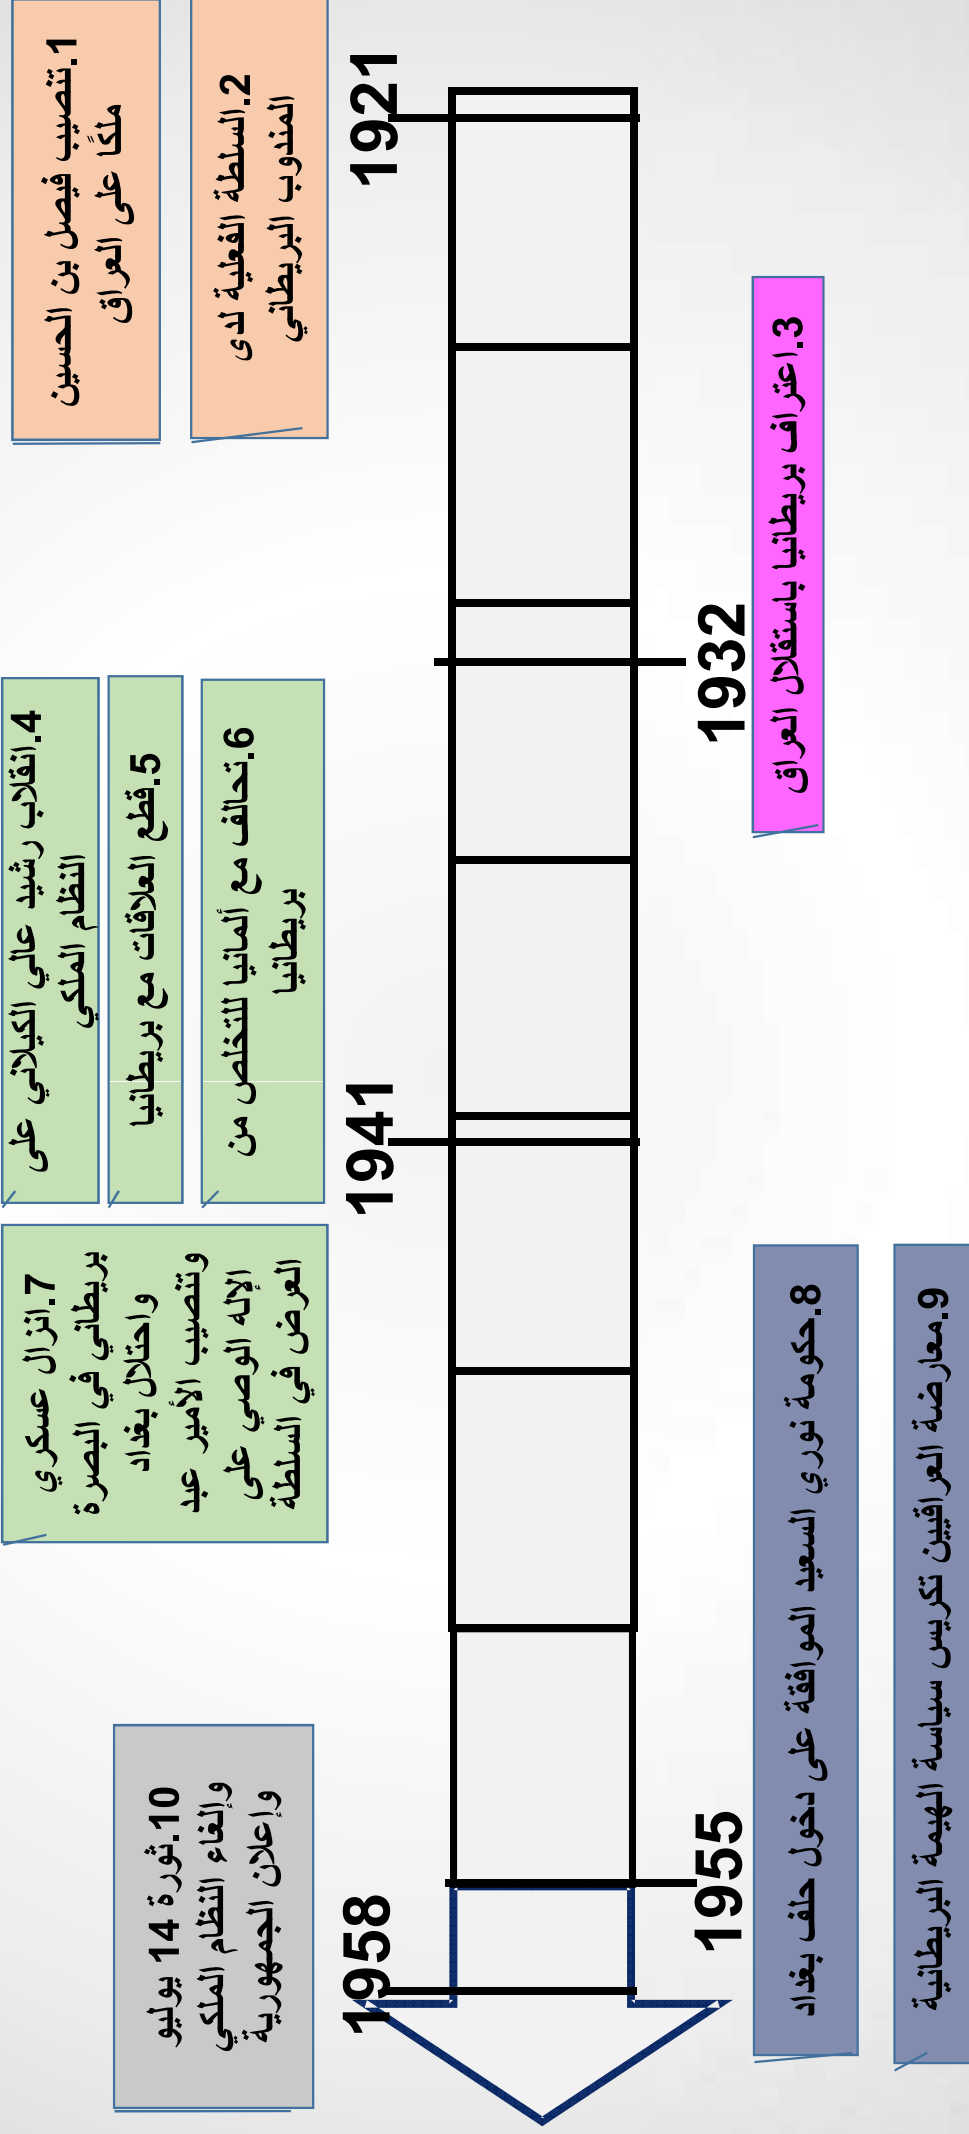 1.تنصيب فيصل بن الحسين
ملكًا على العراق
2.السلطة الفعلية لدى
المندوب البريطاني
1921
3.اعتراف بريطانيا باستقلال العراق
1932
4.انقلاب رشيد عالي الكيلاني على
النظام الملكي
5.قطع العلاقات مع بريطانيا
6.تحالف مع ألمانيا للتخلص من
بريطانيا
1941
7.انزال عسكري
بريطاني في البصرة
واحتلال بغداد
وتنصيب الأمير عبد
الإله الوصي على
العرض في السلطة
8.حكومة نوري السعيد الموافقة على دخول حلف بغداد
9.معارضة العراقيين تكريس سياسة الهيمة البريطانية
1955
10.ثورة 14 يوليو
وإلغاء النظام الملكي
وإعلان الجمهورية
1958